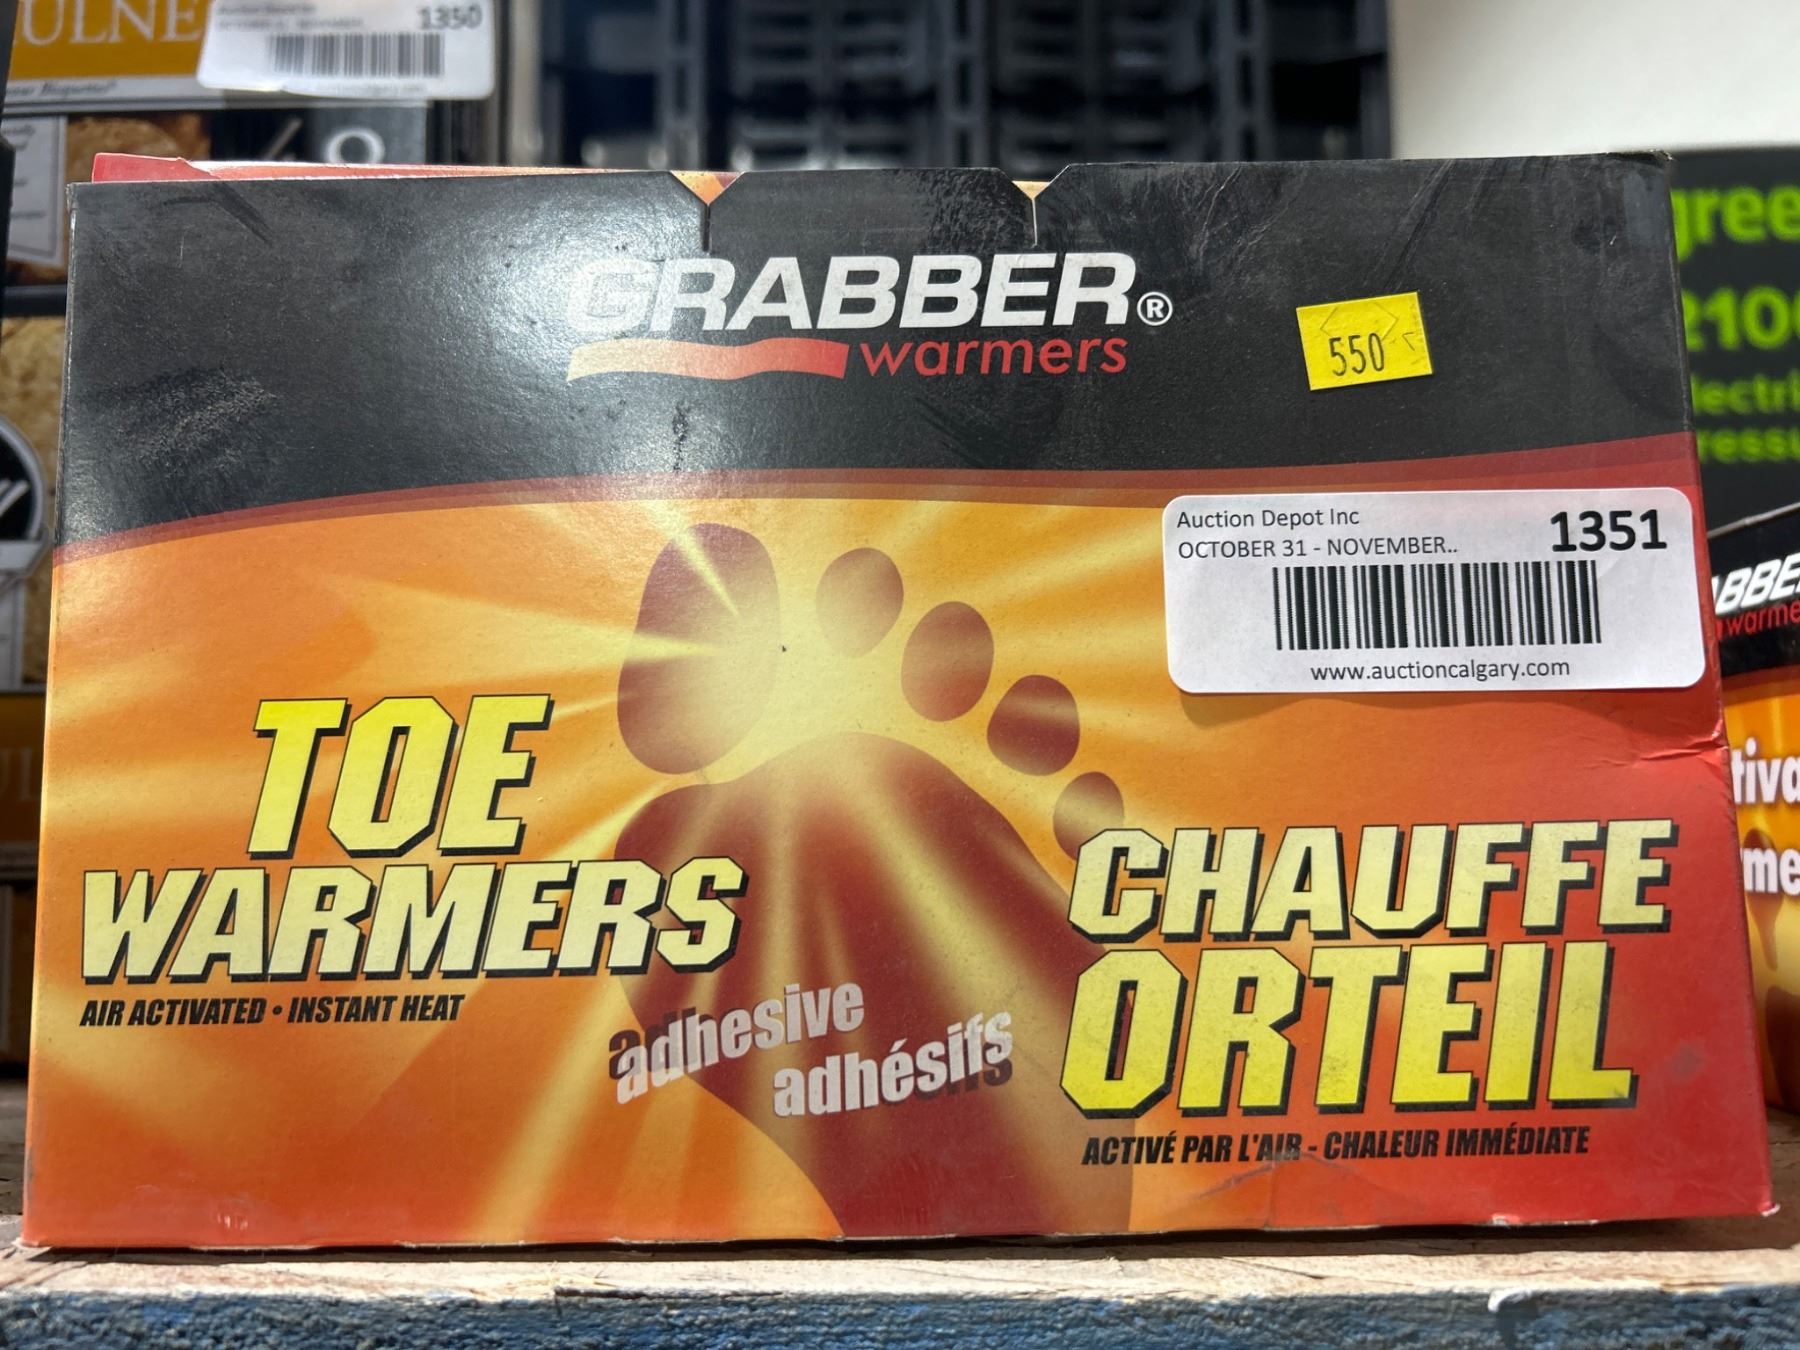 1350
GRABBER®
warmers
550
Auction Depot Inc
1351
OCTOBER 31 - NOVEMBER..
www.auctioncalgary.com
TOE
WARMERS
AIR ACTIVATED • INSTANT HEAT
adhesive
adhésifs
CHAUFFE
ORTEIL
ACTIVÉ PAR L'AIR - CHALEUR IMMÉDIATE